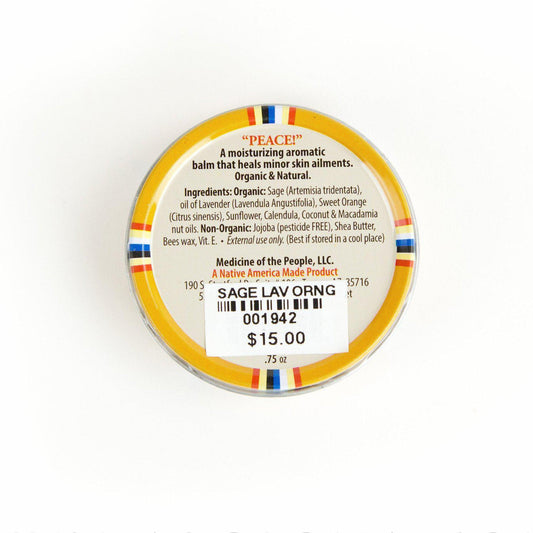 “PEACE!”
A moisturizing aromatic
balm that heals minor skin ailments.
Organic & Natural.
Ingredients: Organic: Sage (Artemisia tridentata),
oil of Lavender (Lavendula Angustifolia), Sweet Orange
(Citrus sinensis), Sunflower, Calendula, Coconut & Macadamia
nut oils. Non-Organic: Jojoba (pesticide FREE), Shea Butter,
Bees wax, Vit. E. • External use only. (Best if stored in a cool place)
Medicine of the People, LLC.
A Native America Made Product
190 S. 35716
SAGE LAV ORNG
001942
$15.00
.75 oz